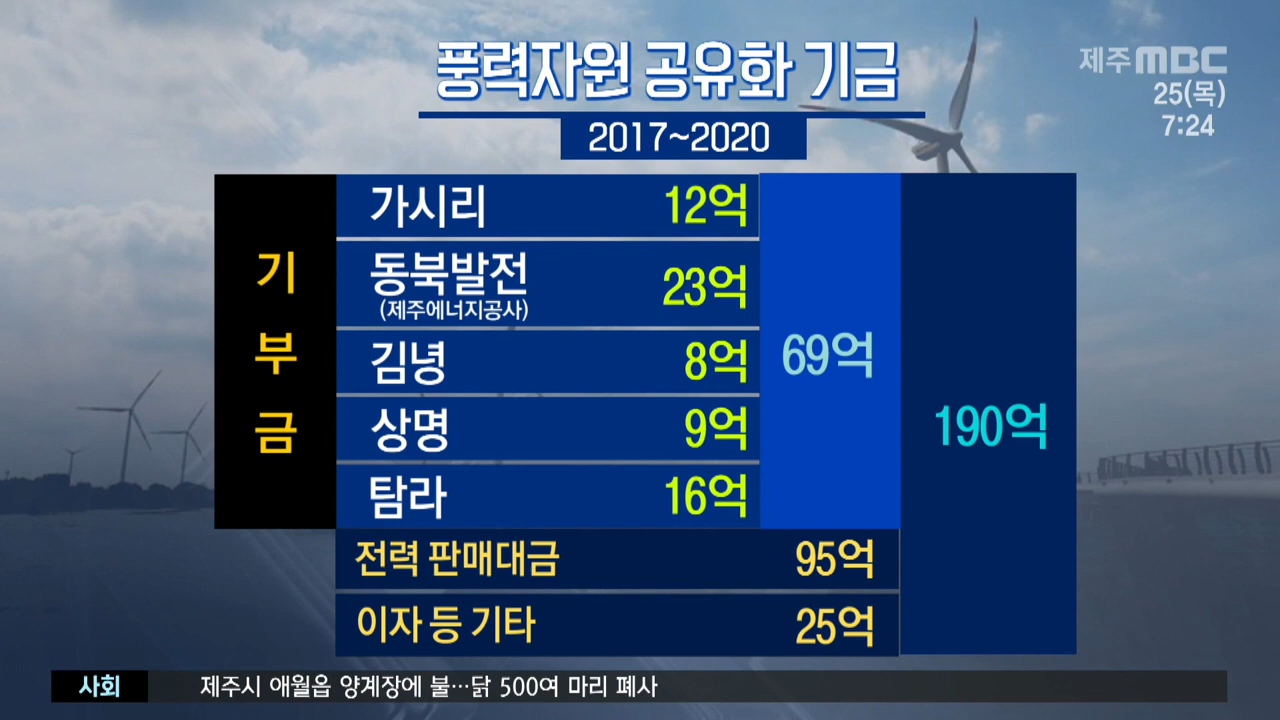 풍력자원 공유화 기금
제주MBC
25(목)
7:24
2017~2020
기부금
가시리 12억
동북발전 23억
(제주에너지공사)
김녕 8억
상명 9억
탐라 16억
69억
190억
전력 판매대금 95억
이자 등 기타 25억
사회 제주시 애월읍 양계장에 불…닭 500여 마리 폐사